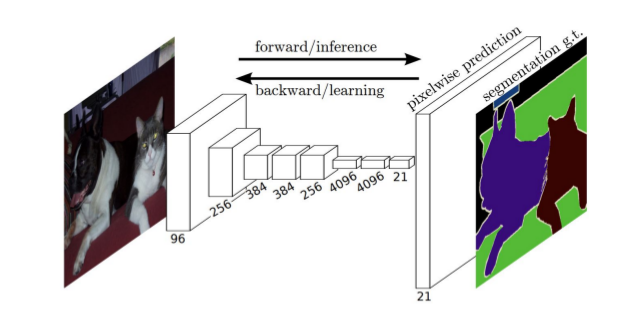 forward/inference
backward/learning
pixelwise prediction
segmentation g.t.
96
256
384
384
256
4096
4096
21
21